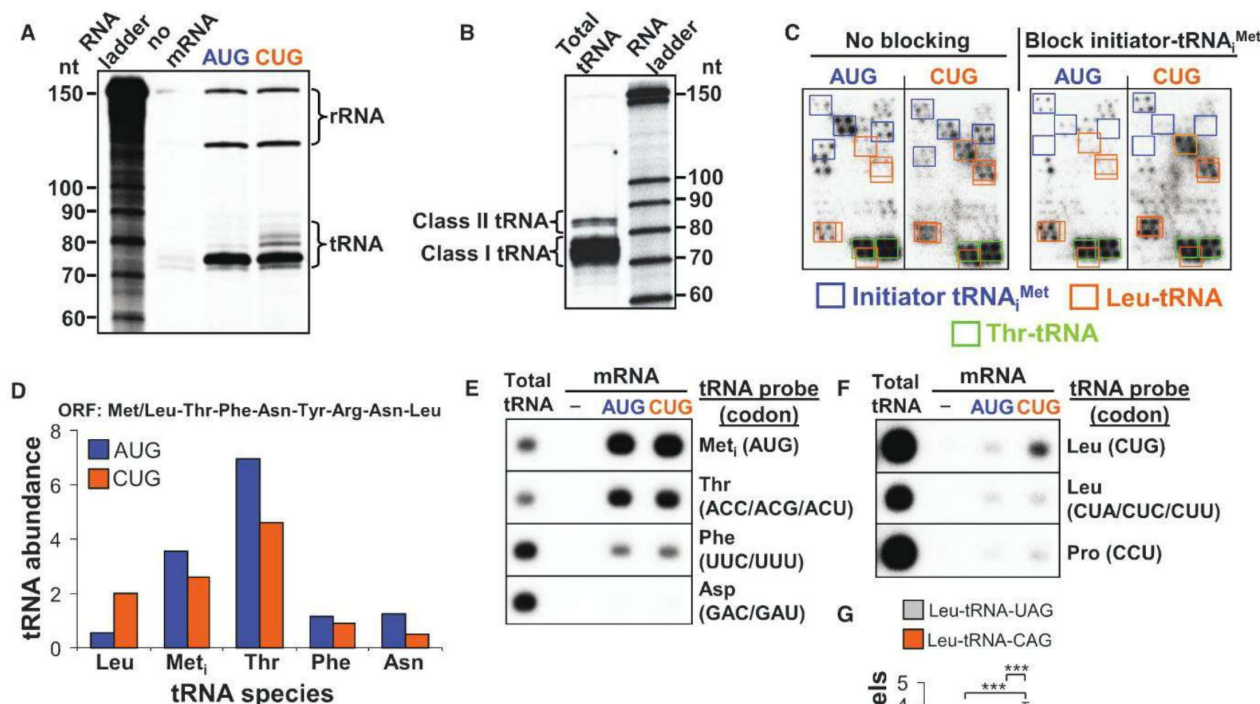 A
RNA ladder
no mRNA
AUG CUG
nt
150
100
90
80
70
60
rRNA
tRNA
B
Total tRNA
RNA ladder
nt
150
100
90
80
70
60
Class II tRNA
Class I tRNA
C
No blocking
Block initiator-tRNAiMet
AUG CUG AUG CUG
Initiator tRNAiMet
Leu-tRNA
Thr-tRNA
D
ORF: Met/Leu-Thr-Phe-Asn-Tyr-Arg-Asn-Leu
8
6
4
2
0
AUG
CUG
tRNA abundance
Leu Meti Thr Phe Asn
tRNA species
E
Total tRNA
mRNA
– AUG CUG
tRNA probe
(codon)
Meti (AUG)
Thr
(ACC/ACG/ACU)
Phe
(UUC/UUU)
Asp
(GAC/GAU)
F
Total tRNA
mRNA
– AUG CUG
tRNA probe
(codon)
Leu (CUG)
Leu
(CUA/CUC/CUU)
Pro (CCU)
G
Leu-tRNA-UAG
Leu-tRNA-CAG
***
***
5